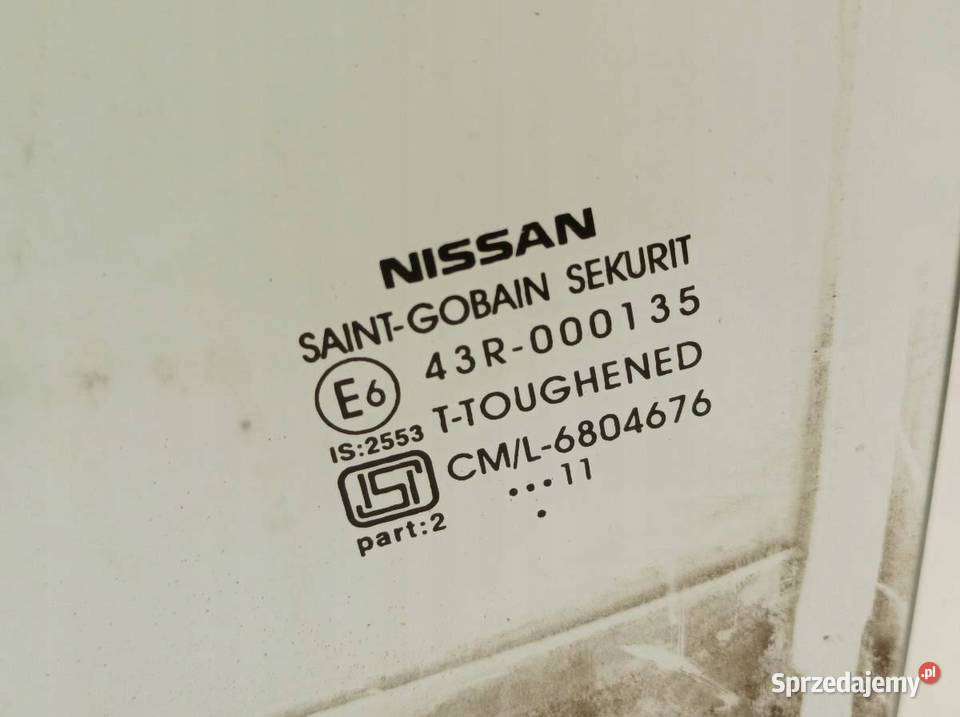 NISSAN
SAINT-GOBAIN SEKURIT
E6 43R-000135
IS:2553 T-TOUGHENED
ISI CM/L-6804676
part:2 •••11
•
Sprzedajemy.pl